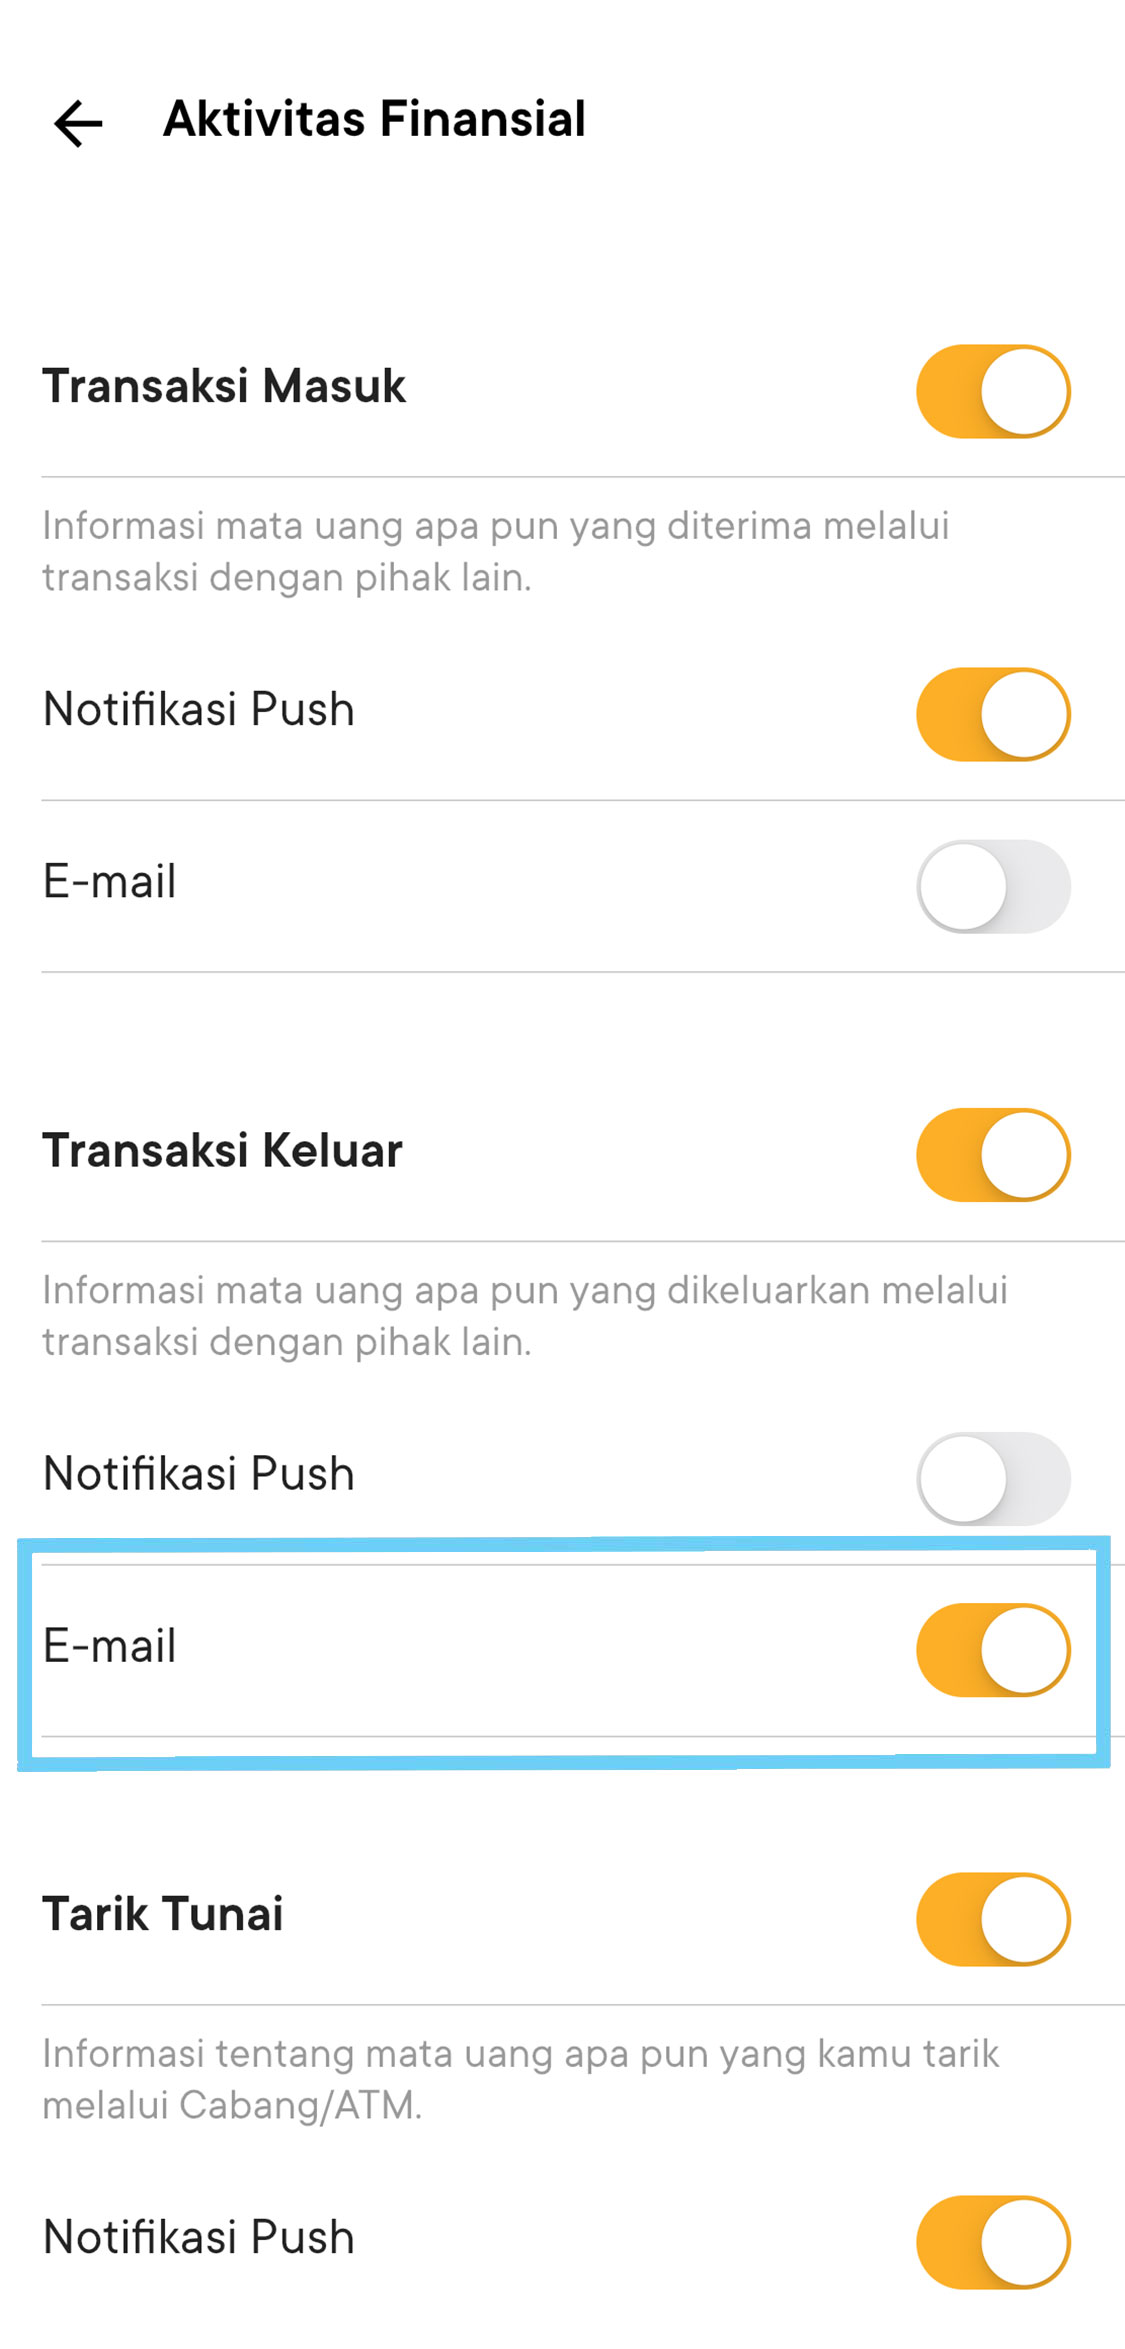 Aktivitas Finansial
Transaksi Masuk
Informasi mata uang apa pun yang diterima melalui
transaksi dengan pihak lain.
Notifikasi Push
E-mail
Transaksi Keluar
Informasi mata uang apa pun yang dikeluarkan melalui
transaksi dengan pihak lain.
Notifikasi Push
E-mail
Tarik Tunai
Informasi tentang mata uang apa pun yang kamu tarik
melalui Cabang/ATM.
Notifikasi Push